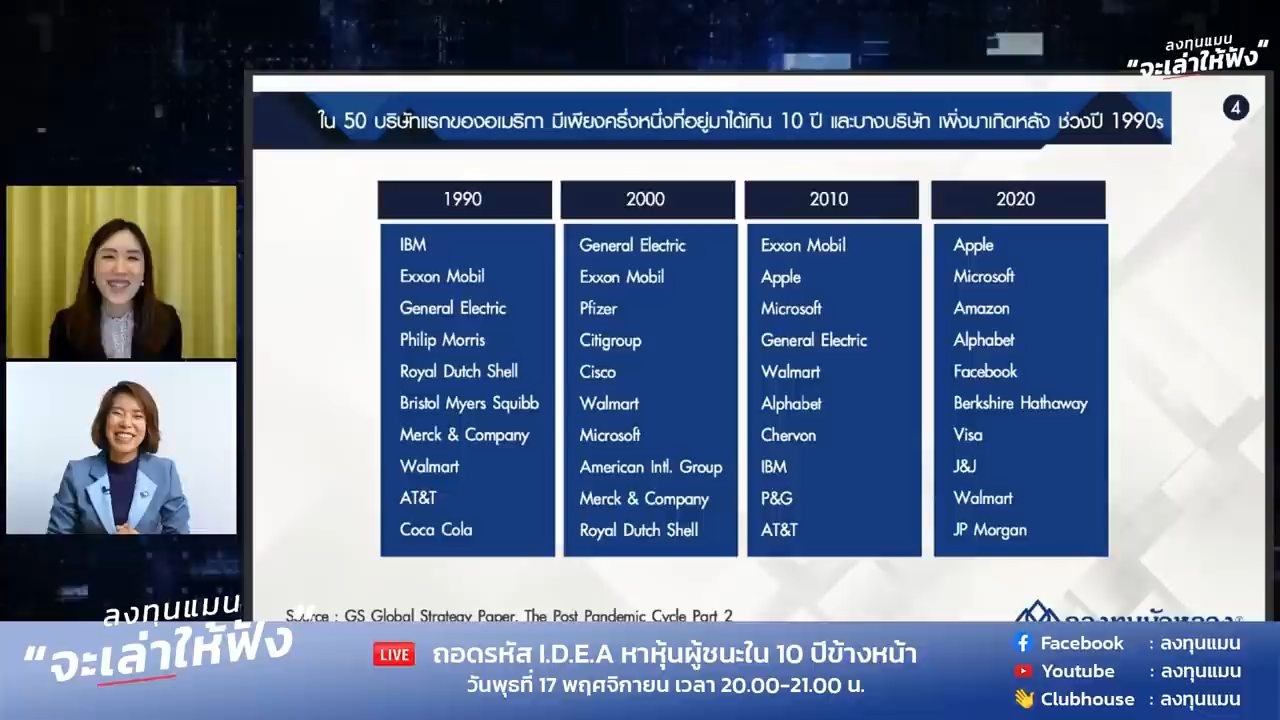 ลงทุนแมน
“จะเล่าให้ฟัง“
ใน 50 บริษัทแรกของอเมริกา มีเพียงครึ่งหนึ่งที่อยู่มาได้เกิน 10 ปี และบางบริษัท เพิ่งมาเกิดหลัง ช่วงปี 1990s
4
1990
IBM
Exxon Mobil
General Electric
Philip Morris
Royal Dutch Shell
Bristol Myers Squibb
Merck & Company
Walmart
AT&T
Coca Cola
2000
General Electric
Exxon Mobil
Pfizer
Citigroup
Cisco
Walmart
Microsoft
American Intl. Group
Merck & Company
Royal Dutch Shell
2010
Exxon Mobil
Apple
Microsoft
General Electric
Walmart
Alphabet
Chervon
IBM
P&G
AT&T
2020
Apple
Microsoft
Amazon
Alphabet
Facebook
Berkshire Hathaway
Visa
J&J
Walmart
JP Morgan
Source : GS Global Strategy Paper, The Post Pandemic Cycle Part 2
ลงทุนแมน
“จะเล่าให้ฟัง“
LIVE ถอดรหัส I.D.E.A หาหุ้นผู้ชนะใน 10 ปีข้างหน้า
วันพุธที่ 17 พฤศจิกายน เวลา 20.00-21.00 น.
Facebook : ลงทุนแมน
Youtube : ลงทุนแมน
Clubhouse : ลงทุนแมน